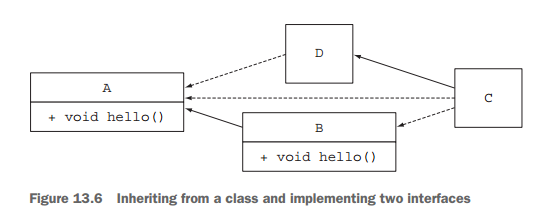 D
A
+ void hello()
C
B
+ void hello()
Figure 13.6 Inheriting from a class and implementing two interfaces